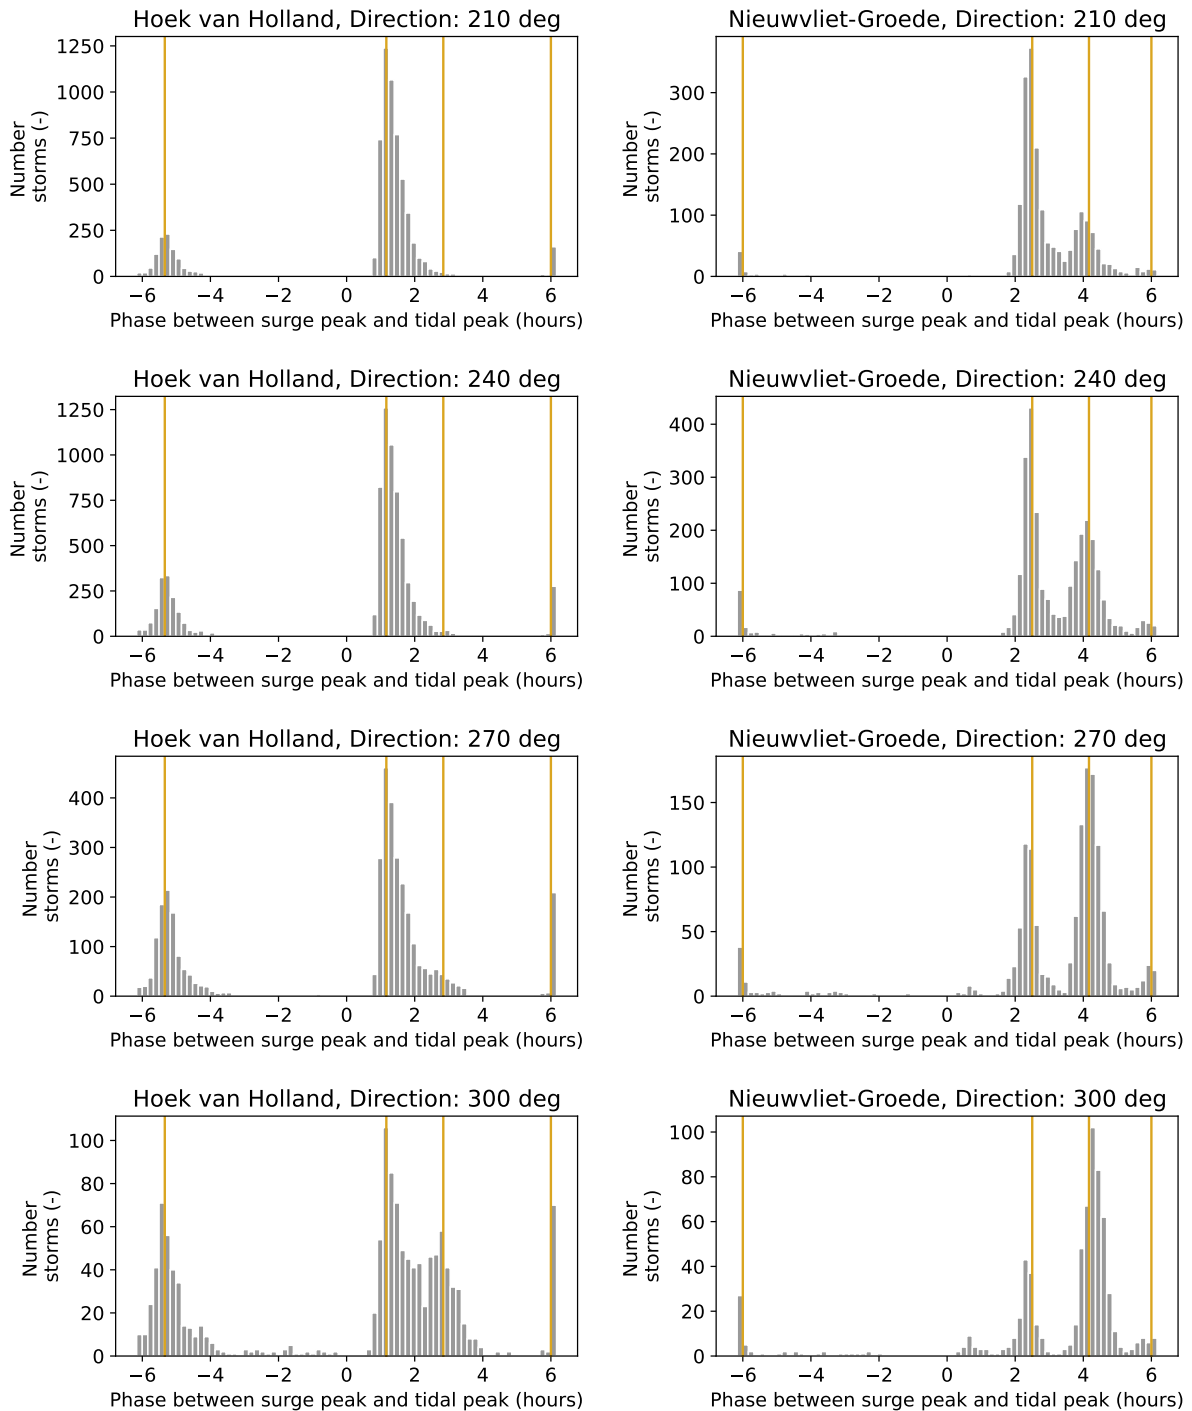 Hoek van Holland, Direction: 210 deg
Number
storms (-)
1250
1000
750
500
250
0
−6 −4 −2 0 2 4 6
Phase between surge peak and tidal peak (hours)
Nieuwvliet-Groede, Direction: 210 deg
Number
storms (-)
300
200
100
0
−6 −4 −2 0 2 4 6
Phase between surge peak and tidal peak (hours)
Hoek van Holland, Direction: 240 deg
Number
storms (-)
1250
1000
750
500
250
0
−6 −4 −2 0 2 4 6
Phase between surge peak and tidal peak (hours)
Nieuwvliet-Groede, Direction: 240 deg
Number
storms (-)
400
300
200
100
0
−6 −4 −2 0 2 4 6
Phase between surge peak and tidal peak (hours)
Hoek van Holland, Direction: 270 deg
Number
storms (-)
400
300
200
100
0
−6 −4 −2 0 2 4 6
Phase between surge peak and tidal peak (hours)
Nieuwvliet-Groede, Direction: 270 deg
Number
storms (-)
150
100
50
0
−6 −4 −2 0 2 4 6
Phase between surge peak and tidal peak (hours)
Hoek van Holland, Direction: 300 deg
Number
storms (-)
100
80
60
40
20
0
−6 −4 −2 0 2 4 6
Phase between surge peak and tidal peak (hours)
Nieuwvliet-Groede, Direction: 300 deg
Number
storms (-)
100
80
60
40
20
0
−6 −4 −2 0 2 4 6
Phase between surge peak and tidal peak (hours)